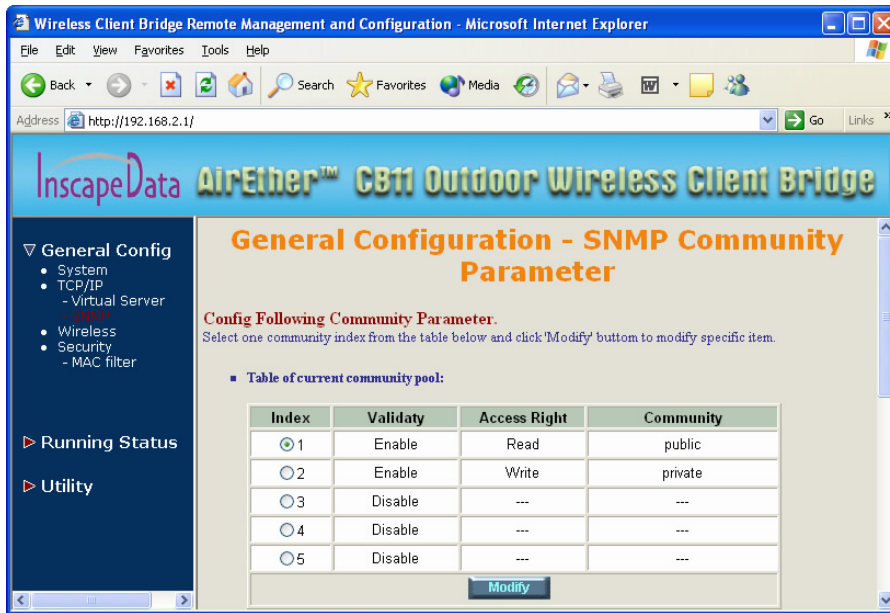 Wireless Client Bridge Remote Management and Configuration - Microsoft Internet Explorer
File Edit View Favorites Tools Help
Back Search Favorites Media W
Address http://192.168.2.1/ Go Links »
InscapeData AirEther™ CB11 Outdoor Wireless Client Bridge
General Config
System
TCP/IP
- Virtual Server
- SNMP
Wireless
Security
- MAC filter
Running Status
Utility
General Configuration - SNMP Community
Parameter
Config Following Community Parameter.
Select one community index from the table below and click 'Modify' buttom to modify specific item.
Table of current community pool:
Index Validaty Access Right Community
1 Enable Read public
2 Enable Write private
3 Disable --- ---
4 Disable --- ---
5 Disable --- ---
Modify